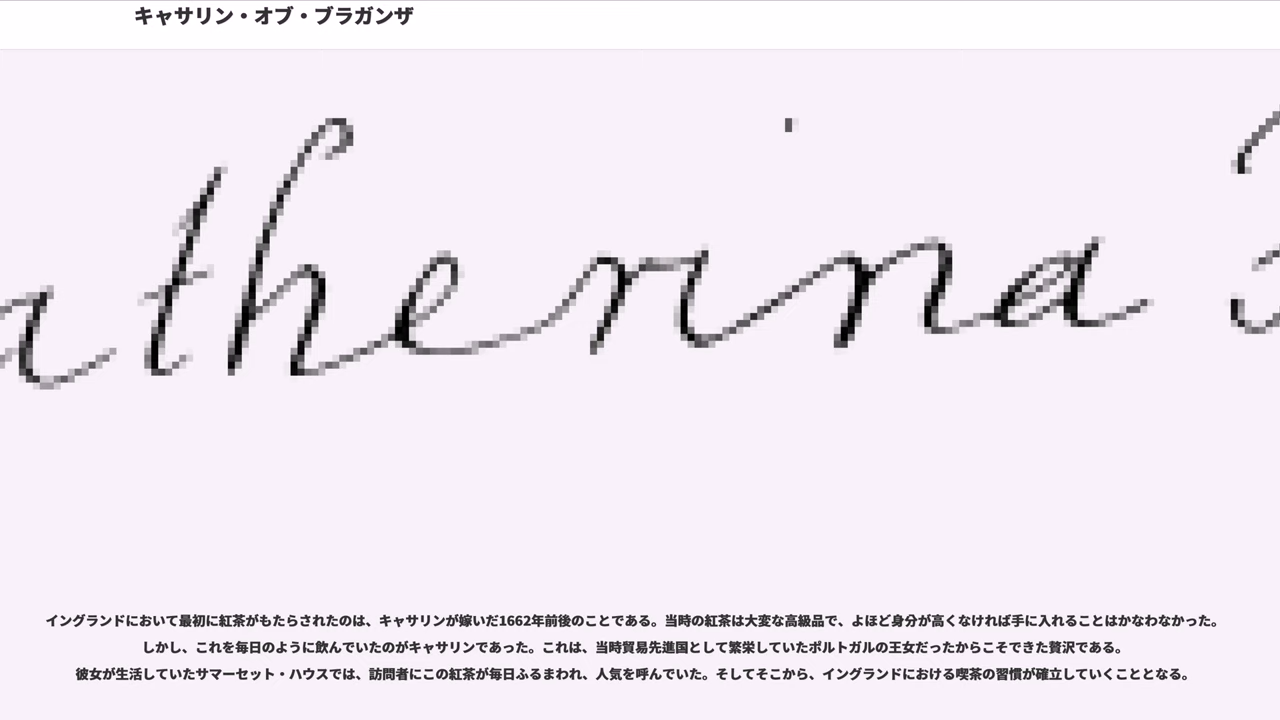 キャサリン・オブ・ブラガンザ
atherina
イングランドにおいて最初に紅茶がもたらされたのは、キャサリンが嫁いだ1662年前後のことである。当時の紅茶は大変な高級品で、よほど身分が高くなければ手に入れることはかなわなかった。
しかし、これを毎日のように飲んでいたのがキャサリンであった。これは、当時貿易先進国として繁栄していたポルトガルの王女だったからこそできた贅沢である。
彼女が生活していたサマーセット・ハウスでは、訪問者にこの紅茶が毎日ふるまわれ、人気を呼んでいた。そしてそこから、イングランドにおける喫茶の習慣が確立していくこととなる。